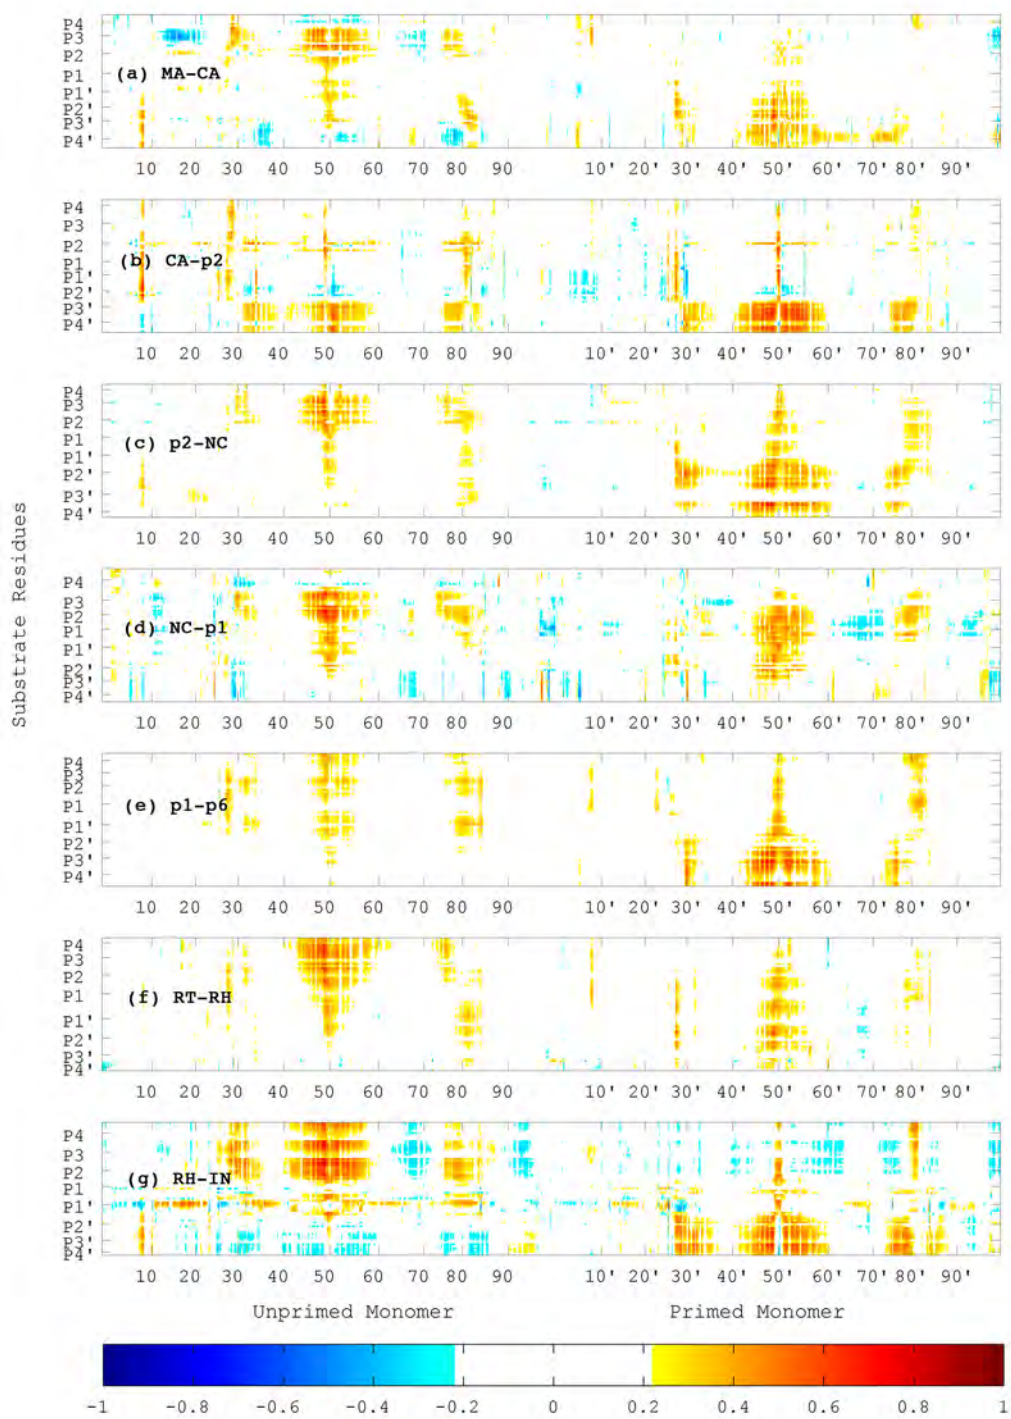 P4
P3
P2
P1
P1'
P2'
P3'
P4'
(a) MA-CA
10 20 30 40 50 60 70 80 90 10' 20' 30' 40' 50' 60' 70' 80' 90'
P4
P3
P2
P1
P1'
P2'
P3'
P4'
(b) CA-p2
10 20 30 40 50 60 70 80 90 10' 20' 30' 40' 50' 60' 70' 80' 90'
P4
P3
P2
P1
P1'
P2'
P3'
P4'
(c) p2-NC
10 20 30 40 50 60 70 80 90 10' 20' 30' 40' 50' 60' 70' 80' 90'
Substrate Residues
P4
P3
P2
P1
P1'
P2'
P3'
P4'
(d) NC-p1
10 20 30 40 50 60 70 80 90 10' 20' 30' 40' 50' 60' 70' 80' 90'
P4
P3
P2
P1
P1'
P2'
P3'
P4'
(e) p1-p6
10 20 30 40 50 60 70 80 90 10' 20' 30' 40' 50' 60' 70' 80' 90'
P4
P3
P2
P1
P1'
P2'
P3'
P4'
(f) RT-RH
10 20 30 40 50 60 70 80 90 10' 20' 30' 40' 50' 60' 70' 80' 90'
P4
P3
P2
P1
P1'
P2'
P3'
P4'
(g) RH-IN
10 20 30 40 50 60 70 80 90 10' 20' 30' 40' 50' 60' 70' 80' 90'
Unprimed Monomer Primed Monomer
-1 -0.8 -0.6 -0.4 -0.2 0 0.2 0.4 0.6 0.8 1